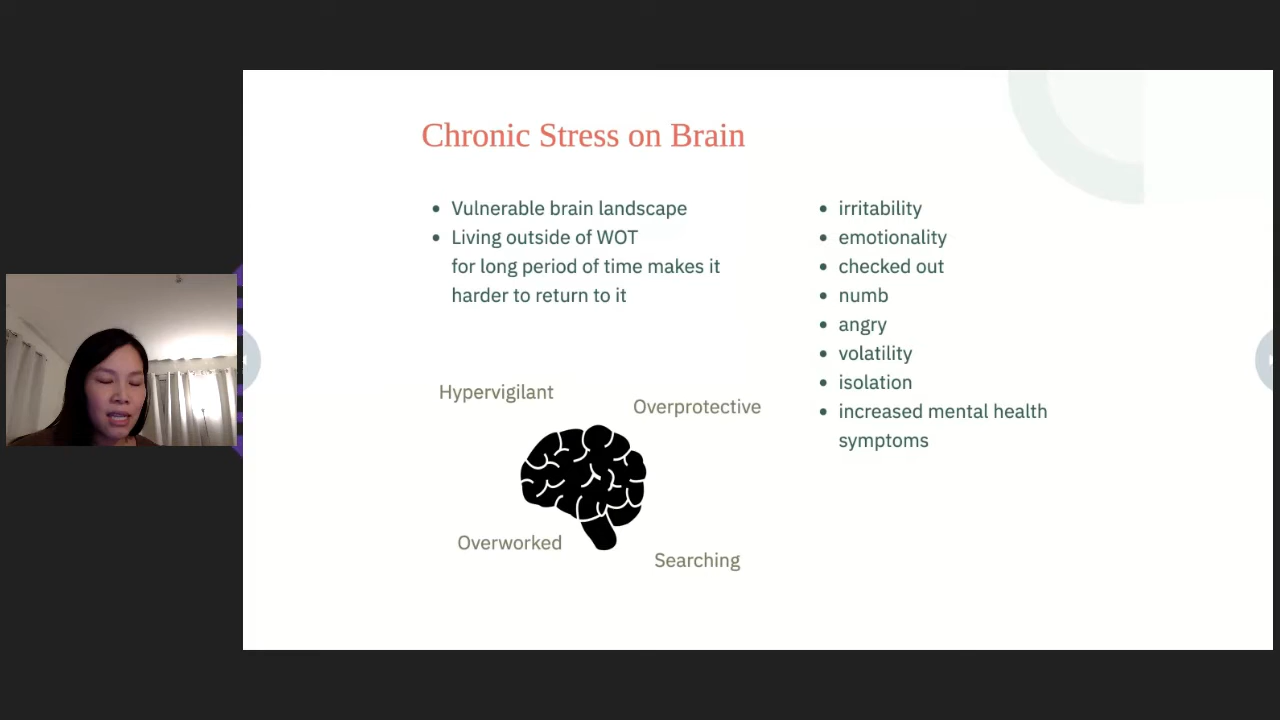 Chronic Stress on Brain
Vulnerable brain landscape
Living outside of WOT
for long period of time makes it
harder to return to it
irritability
emotionality
checked out
numb
angry
volatility
isolation
increased mental health
symptoms
Hypervigilant
Overprotective
Overworked
Searching